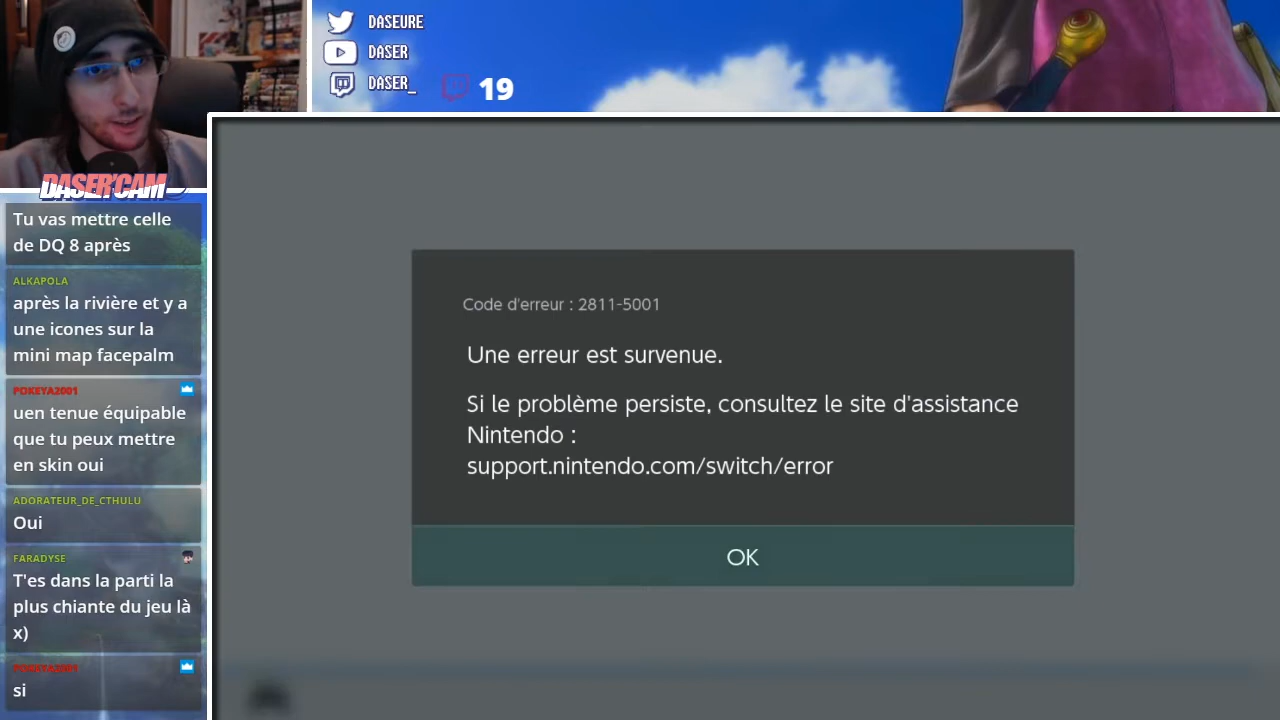 DASEURE
DASER
DASER_
19
DASER'CAM
Tu vas mettre celle
de DQ 8 après
ALKAPOLA
après la rivière et y a
une icones sur la
mini map facepalm
POKEYA2001
uen tenue équipable
que tu peux mettre
en skin oui
ADORATEUR_DE_CTHULU
Oui
FARADYSE
T'es dans la parti la
plus chiante du jeu là
x)
POKEYA2001
si
Code d'erreur : 2811-5001
Une erreur est survenue.
Si le problème persiste, consultez le site d'assistance
Nintendo :
support.nintendo.com/switch/error
OK